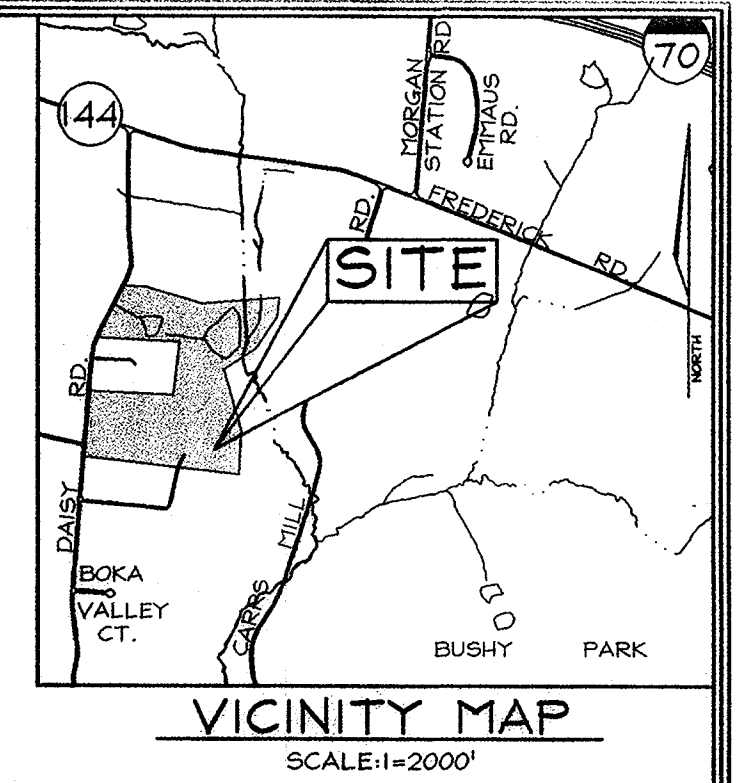 70
144
MORGAN
STATION RD
EMMAUS
RD.
FREDERICK RD
RD.
SITE
NORTH
DAISY RD.
CARRS MILL
BOKA
VALLEY
CT.
BUSHY PARK
VICINITY MAP
SCALE:1=2000'